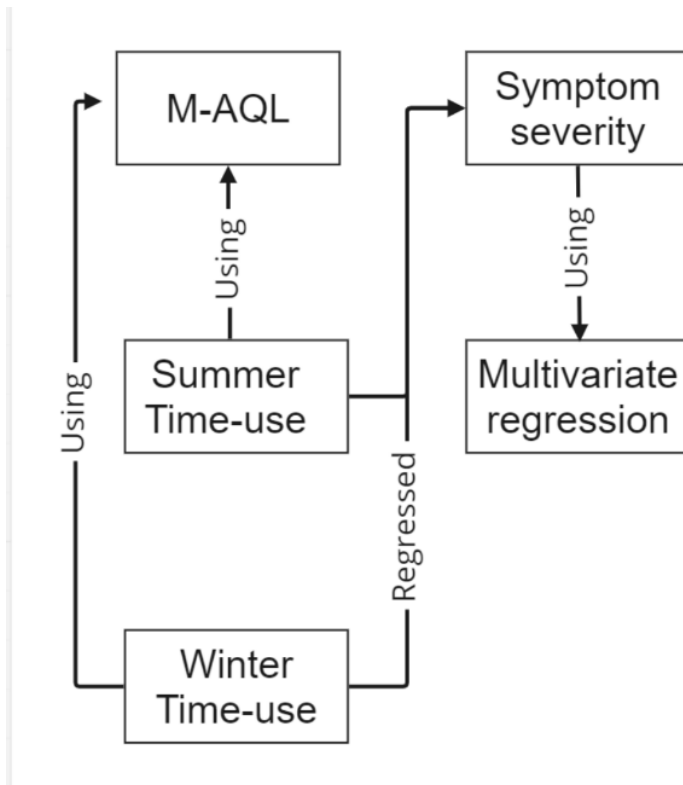 M-AQL
Symptom
severity
Using
Using
Summer
Time-use
Multivariate
regression
Using
Regressed
Winter
Time-use